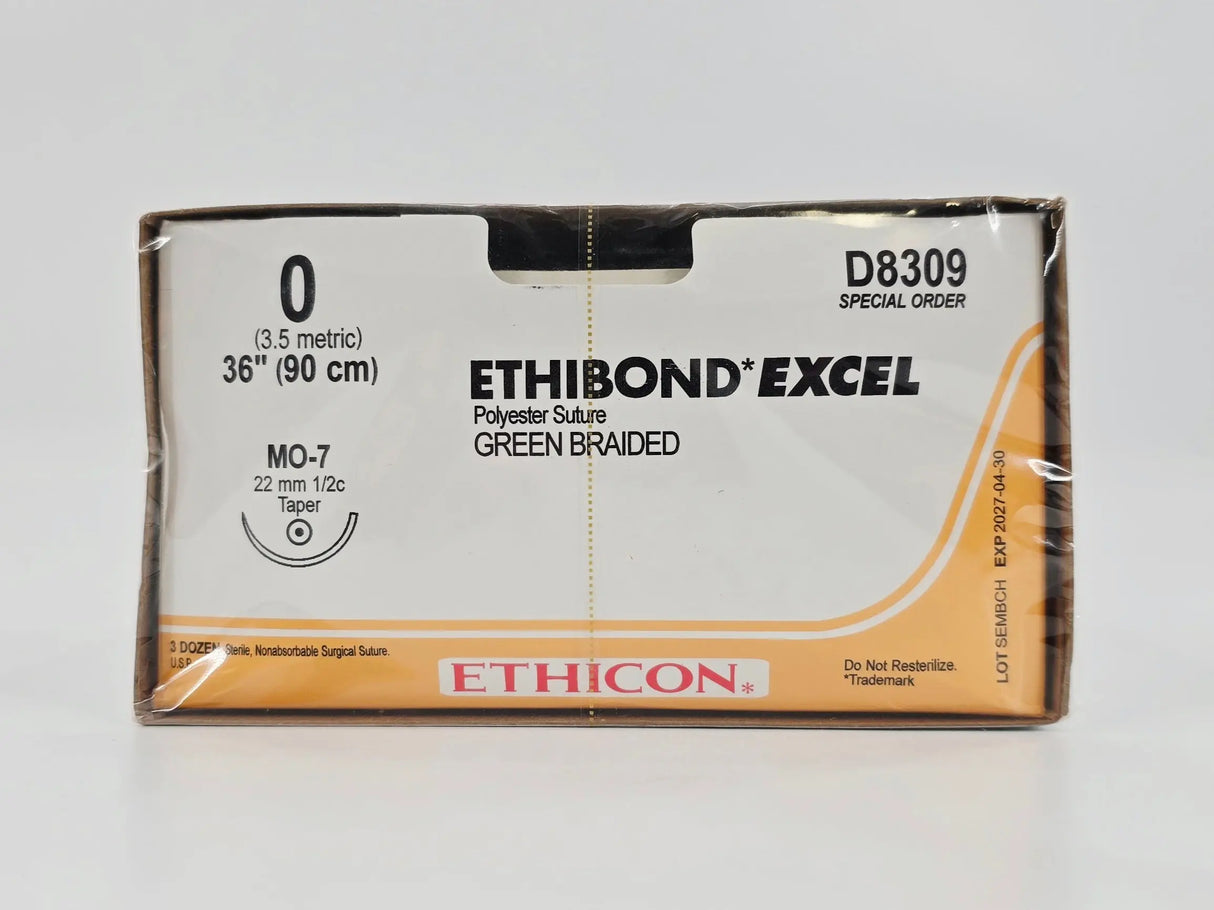 0
(3.5 metric)
36" (90 cm)
MO-7
22 mm 1/2c
Taper
D8309
SPECIAL ORDER
ETHIBOND* EXCEL
Polyester Suture
GREEN BRAIDED
LOT SEMBCH EXP 2027-04-30
3 DOZEN Sterile, Nonabsorbable Surgical Suture.
U.S.P.
ETHICON*
Do Not Resterilize.
*Trademark